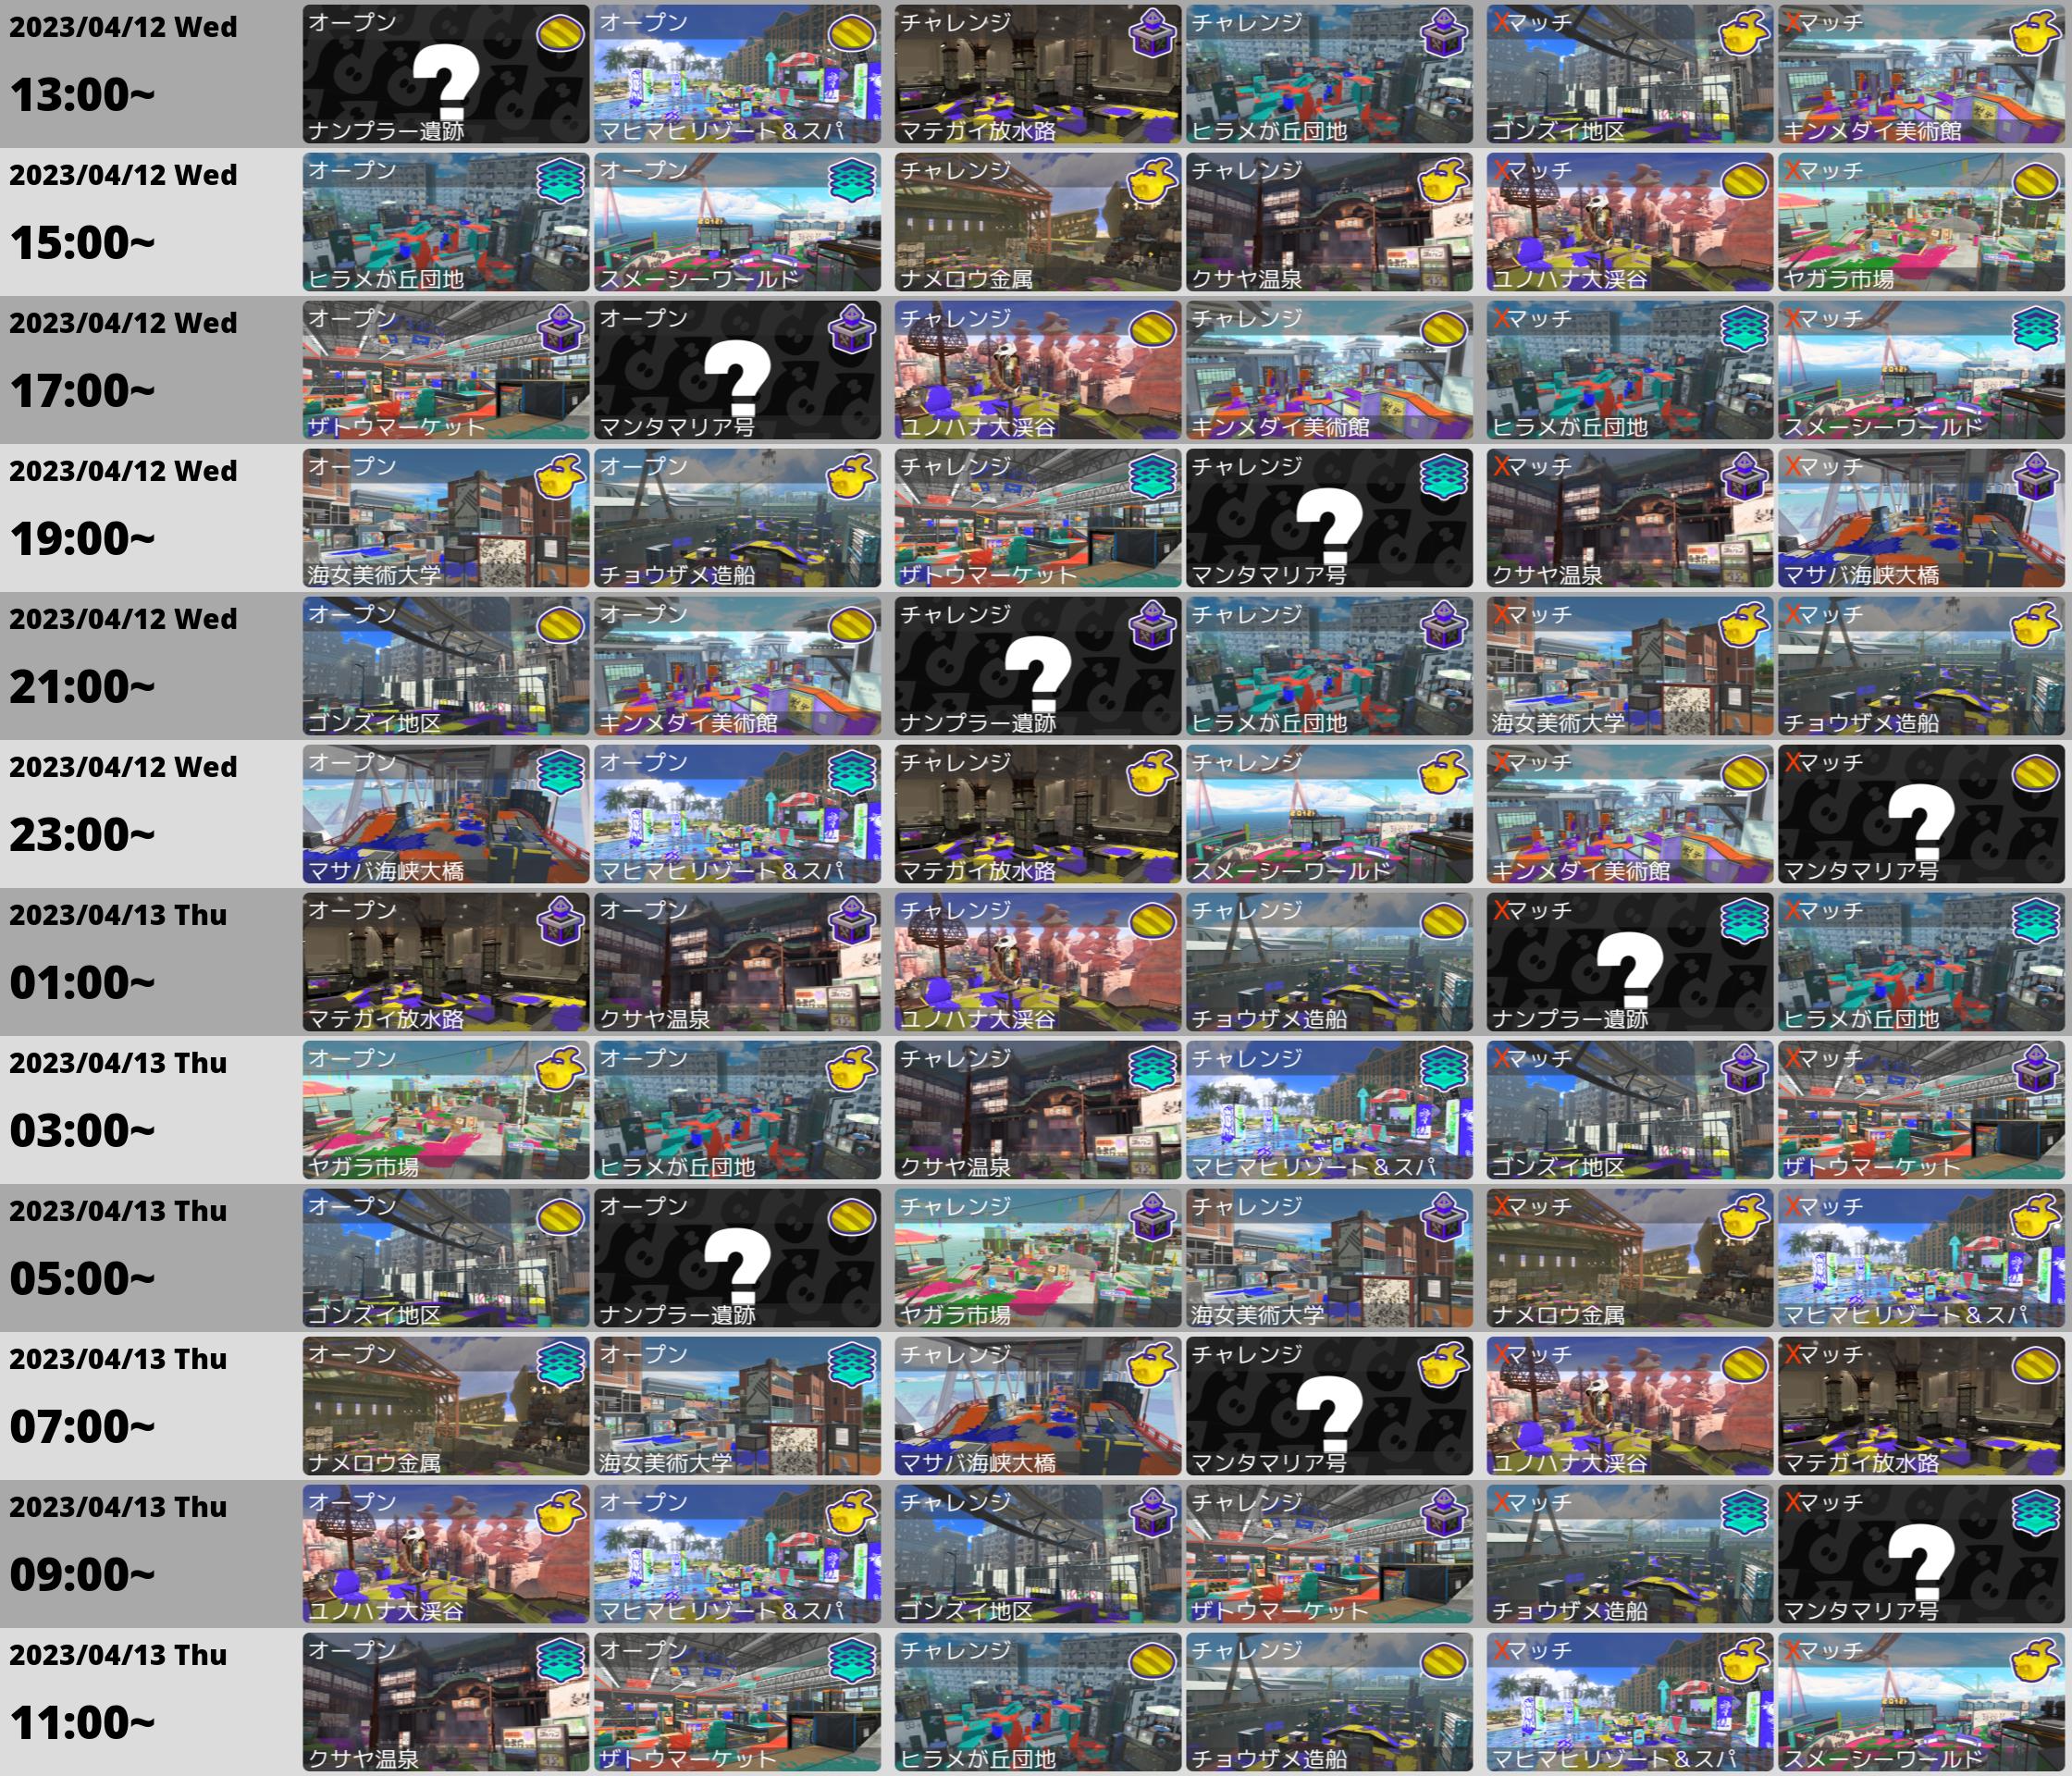 2023/04/12 Wed
13:00~
オープン
オープン
チャレンジ
チャレンジ
Xマッチ
Xマッチ
ナンプラー遺跡
マヒマヒリゾート＆スパ
マテガイ放水路
ヒラメが丘団地
ゴンズイ地区
キンメダイ美術館
2023/04/12 Wed
15:00~
オープン
オープン
チャレンジ
チャレンジ
Xマッチ
Xマッチ
ヒラメが丘団地
スメーシーワールド
ナメロウ金属
クサヤ温泉
ユノハナ大渓谷
ヤガラ市場
2023/04/12 Wed
17:00~
オープン
オープン
チャレンジ
チャレンジ
Xマッチ
Xマッチ
ザトウマーケット
マンタマリア号
ユノハナ大渓谷
キンメダイ美術館
ヒラメが丘団地
スメーシーワールド
2023/04/12 Wed
19:00~
オープン
オープン
チャレンジ
チャレンジ
Xマッチ
Xマッチ
海女美術大学
チョウザメ造船
ザトウマーケット
マンタマリア号
クサヤ温泉
マサバ海峡大橋
2023/04/12 Wed
21:00~
オープン
オープン
チャレンジ
チャレンジ
Xマッチ
Xマッチ
ゴンズイ地区
キンメダイ美術館
ナンプラー遺跡
ヒラメが丘団地
海女美術大学
チョウザメ造船
2023/04/12 Wed
23:00~
オープン
オープン
チャレンジ
チャレンジ
Xマッチ
Xマッチ
マサバ海峡大橋
マヒマヒリゾート＆スパ
マテガイ放水路
スメーシーワールド
キンメダイ美術館
マンタマリア号
2023/04/13 Thu
01:00~
オープン
オープン
チャレンジ
チャレンジ
Xマッチ
Xマッチ
マテガイ放水路
クサヤ温泉
ユノハナ大渓谷
チョウザメ造船
ナンプラー遺跡
ヒラメが丘団地
2023/04/13 Thu
03:00~
オープン
オープン
チャレンジ
チャレンジ
Xマッチ
Xマッチ
ヤガラ市場
ヒラメが丘団地
クサヤ温泉
マヒマヒリゾート＆スパ
ゴンズイ地区
ザトウマーケット
2023/04/13 Thu
05:00~
オープン
オープン
チャレンジ
チャレンジ
Xマッチ
Xマッチ
ゴンズイ地区
ナンプラー遺跡
ヤガラ市場
海女美術大学
ナメロウ金属
マヒマヒリゾート＆スパ
2023/04/13 Thu
07:00~
オープン
オープン
チャレンジ
チャレンジ
Xマッチ
Xマッチ
ナメロウ金属
海女美術大学
マサバ海峡大橋
マンタマリア号
ユノハナ大渓谷
マテガイ放水路
2023/04/13 Thu
09:00~
オープン
オープン
チャレンジ
チャレンジ
Xマッチ
Xマッチ
ユノハナ大渓谷
マヒマヒリゾート＆スパ
ゴンズイ地区
ザトウマーケット
チョウザメ造船
マンタマリア号
2023/04/13 Thu
11:00~
オープン
オープン
チャレンジ
チャレンジ
Xマッチ
Xマッチ
クサヤ温泉
ザトウマーケット
ヒラメが丘団地
チョウザメ造船
マヒマヒリゾート＆スパ
スメーシーワールド